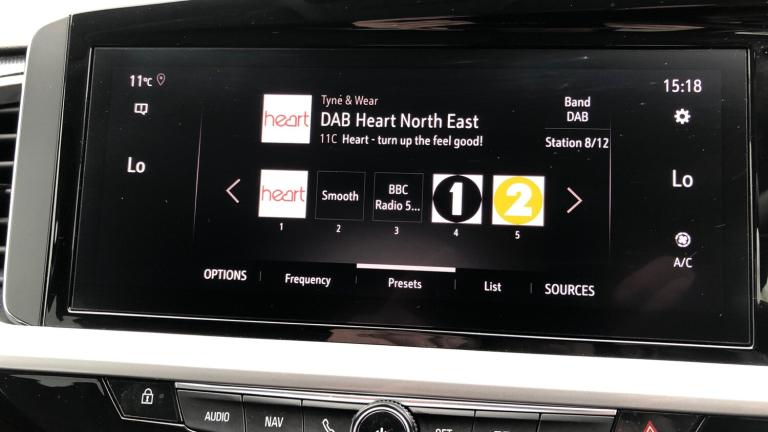 11°C
15:18
Lo
heart
Tyne & Wear
DAB Heart North East
11C Heart - turn up the feel good!
Band
DAB
Station 8/12
Lo
A/C
heart
Smooth
BBC
Radio 5...
1
2
1
2
3
4
5
OPTIONS
Frequency
Presets
List
SOURCES
AUDIO
NAV